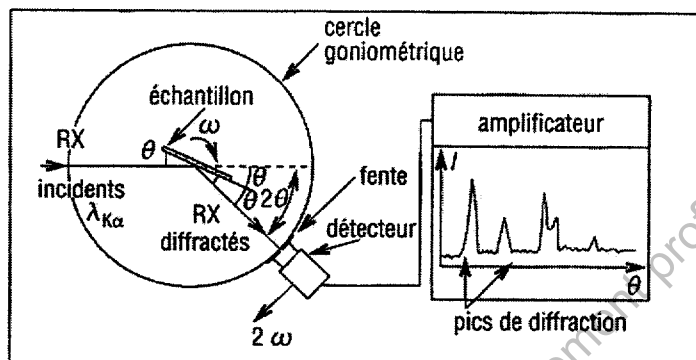 cercle
goniométrique
échantillon
ω
RX
θ
incidents
λKα
θ
θ 2θ
RX
diffractés
fente
détecteur
2 ω
amplificateur
I
θ
pics de diffraction